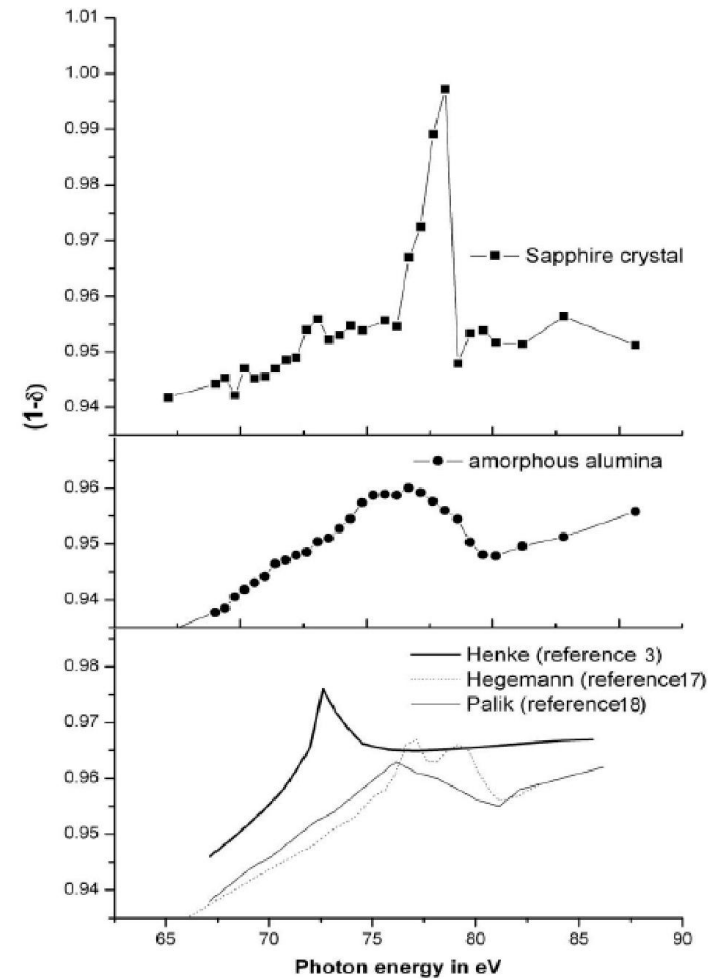 1.01
1.00
0.99
0.98
0.97
0.96
0.95
0.94
Sapphire crystal
(1-δ)
amorphous alumina
0.96
0.95
0.94
Henke (reference 3)
Hegemann (reference17)
Palik (reference18)
0.98
0.97
0.96
0.95
0.94
65 70 75 80 85 90
Photon energy in eV